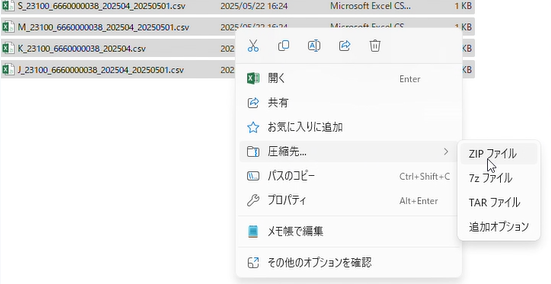 S_23100_6660000038_202504_20250501.csv 2025/05/22 16:24 Microsoft Excel CS... 1 KB
M_23100_6660000038_202504_20250501.csv 2025/05/22 16:24 Microsoft Excel CS... 1 KB
K_23100_6660000038_202504.csv 202 KB
J_23100_6660000038_202504_20250501.csv 202 KB
開く Enter
共有
お気に入りに追加
圧縮先...
ZIP ファイル
パスのコピー Ctrl+Shift+C
7z ファイル
プロパティ Alt+Enter
TAR ファイル
追加オプション
メモ帳で編集
その他のオプションを確認